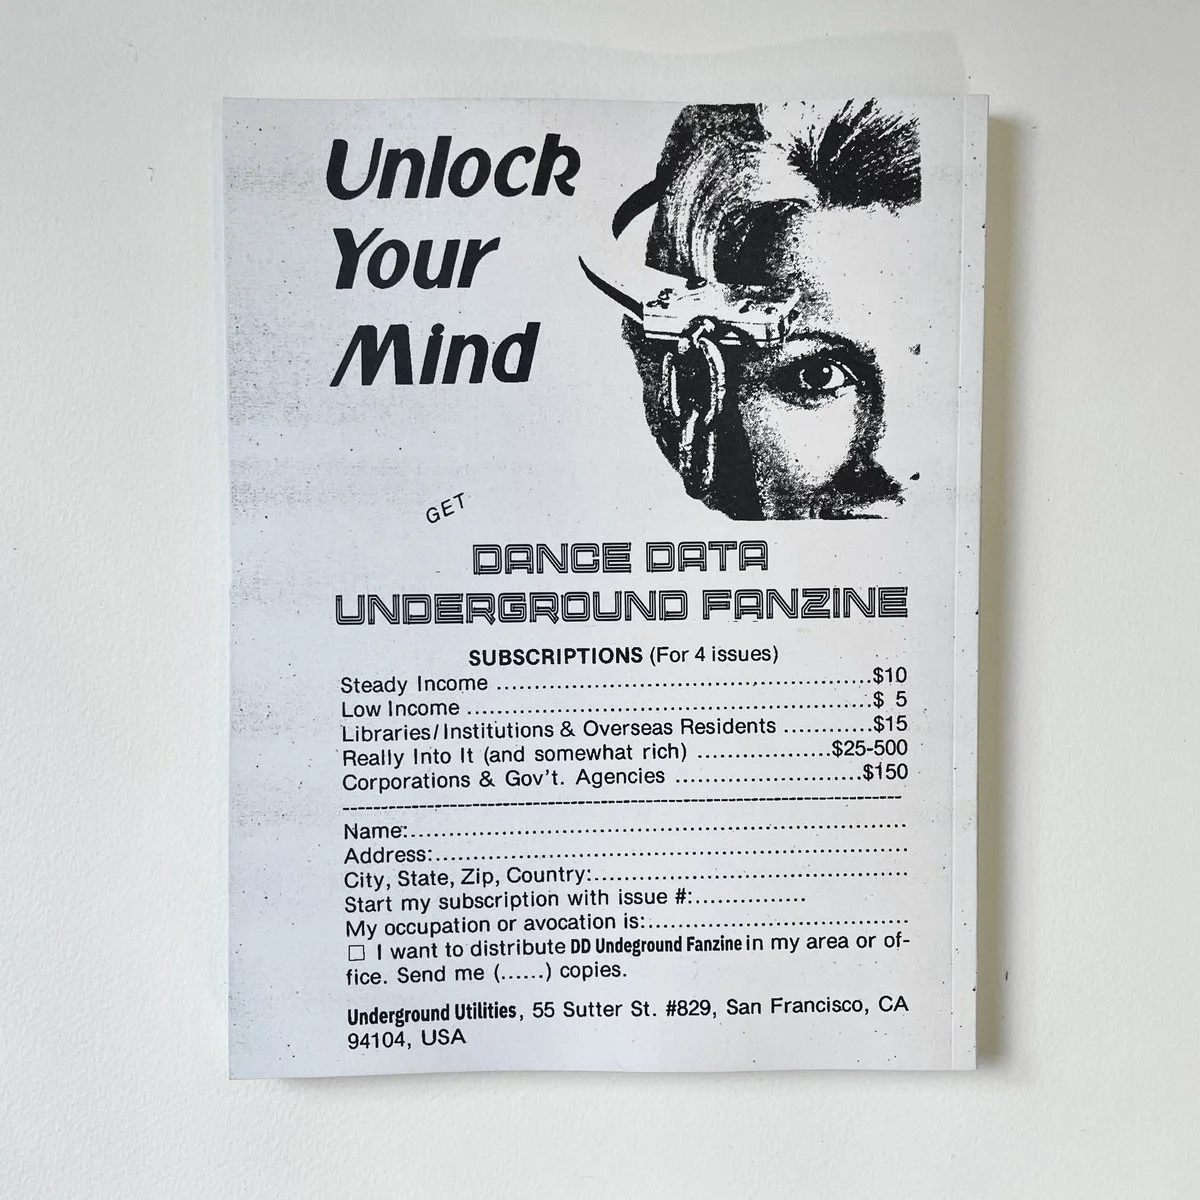 Unlock
Your
Mind
GET
DANCE DATA
UNDERGROUND FANZINE
SUBSCRIPTIONS (For 4 issues)
Steady Income ..................................................$10
Low Income ......................................................$ 5
Libraries/Institutions & Overseas Residents ............$15
Really Into It (and somewhat rich) ..................$25-500
Corporations & Gov't. Agencies .........................$150
Name:..................................................................
Address:...............................................................
City, State, Zip, Country:..........................................
Start my subscription with issue #:...............
My occupation or avocation is:...................................
☐ I want to distribute DD Undeground Fanzine in my area or of-
fice. Send me (......) copies.
Underground Utilities, 55 Sutter St. #829, San Francisco, CA
94104, USA